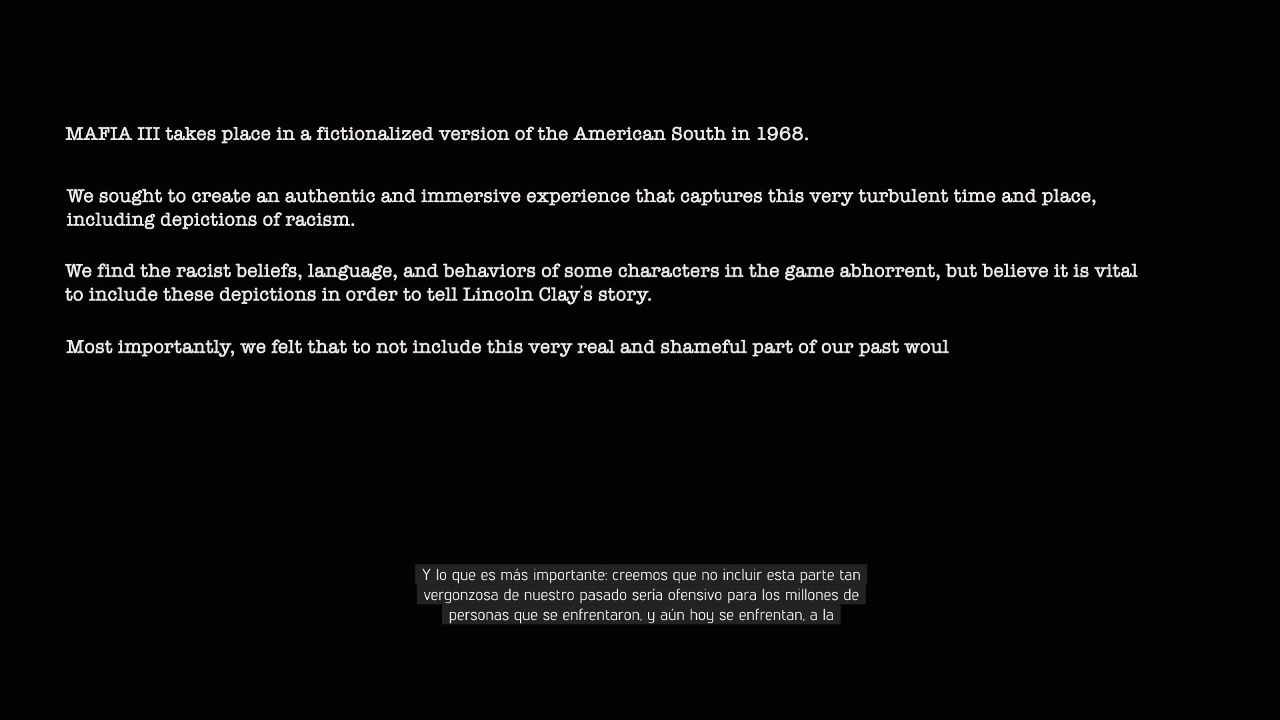 MAFIA III takes place in a fictionalized version of the American South in 1968.
We sought to create an authentic and immersive experience that captures this very turbulent time and place,
including depictions of racism.
We find the racist beliefs, language, and behaviors of some characters in the game abhorrent, but believe it is vital
to include these depictions in order to tell Lincoln Clay's story.
Most importantly, we felt that to not include this very real and shameful part of our past woul
Y lo que es más importante: creemos que no incluir esta parte tan
vergonzosa de nuestro pasado sería ofensivo para los millones de
personas que se enfrentaron, y aún hoy se enfrentan, a la